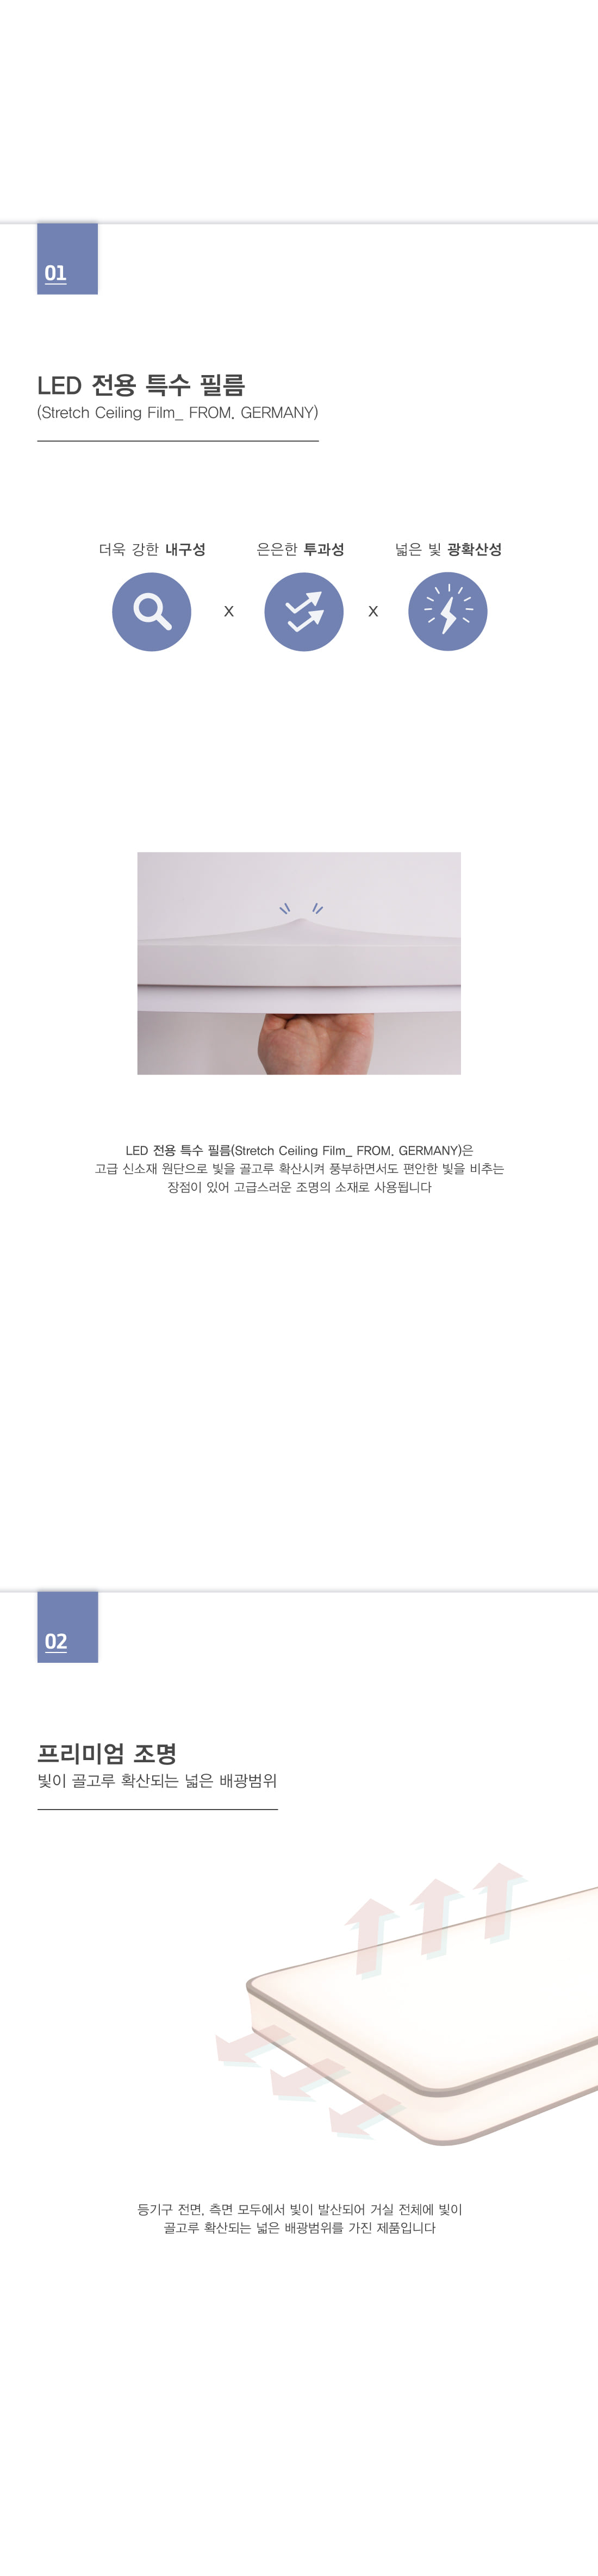 01
LED 전용 특수 필름
(Stretch Ceiling Film_ FROM. GERMANY)
더욱 강한 내구성
은은한 투과성
넓은 빛 광확산성
x
x
LED 전용 특수 필름(Stretch Ceiling Film_ FROM. GERMANY)은
고급 신소재 원단으로 빛을 골고루 확산시켜 풍부하면서도 편안한 빛을 비추는
장점이 있어 고급스러운 조명의 소재로 사용됩니다
02
프리미엄 조명
빛이 골고루 확산되는 넓은 배광범위
등기구 전면, 측면 모두에서 빛이 발산되어 거실 전체에 빛이
골고루 확산되는 넓은 배광범위를 가진 제품입니다